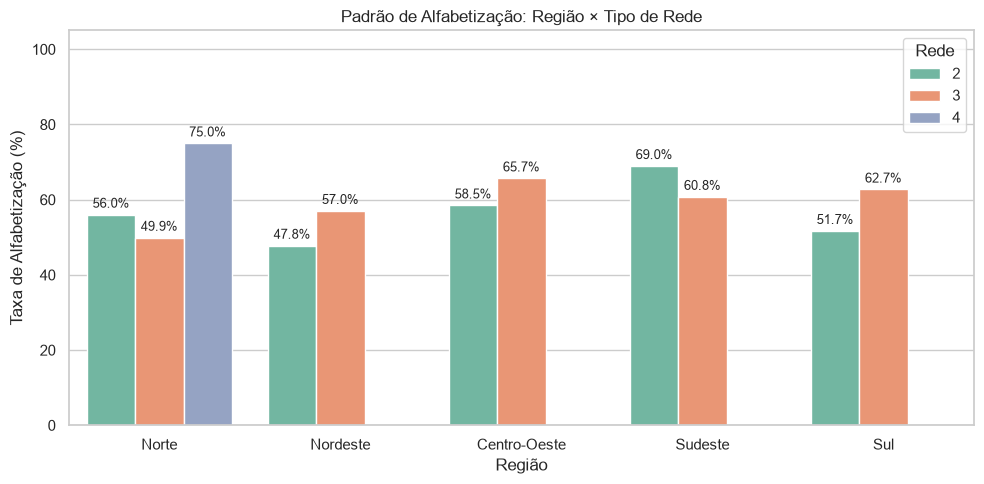 Padrão de Alfabetização: Região × Tipo de Rede
Taxa de Alfabetização (%)
100
80
60
40
20
0
Rede
2
3
4
56.0%
49.9%
75.0%
47.8%
57.0%
58.5%
65.7%
69.0%
60.8%
51.7%
62.7%
Norte
Nordeste
Centro-Oeste
Sudeste
Sul
Região